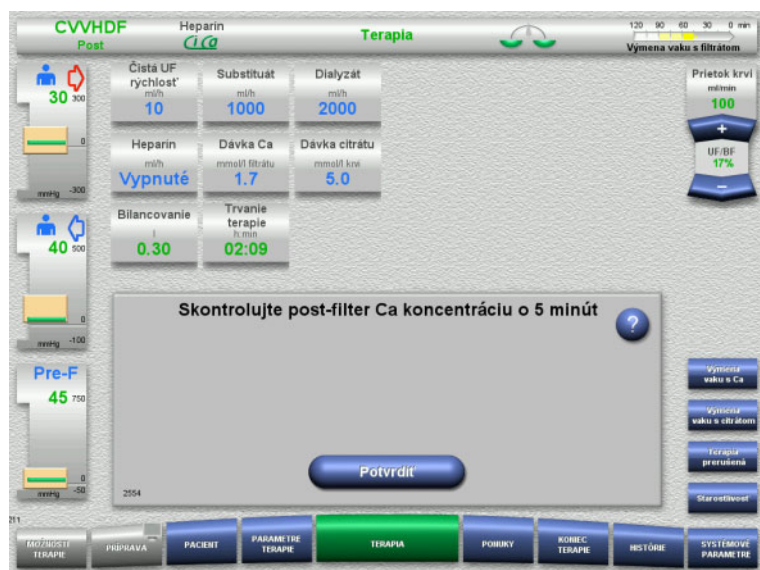 CVVHDF
Post
Heparín
CiCa
Terapia
120 90 60 30 0 min
Výmena vaku s filtrátom
30
300
0
-300
mmHg
Čistá UF
rýchlosť
ml/h
10
Substituát
ml/h
1000
Dialyzát
ml/h
2000
Prietok krvi
ml/min
100
+
UF/BF
17%
−
Heparín
ml/h
Vypnuté
Dávka Ca
mmol/l filtrátu
1.7
Dávka citrátu
mmol/l krvi
5.0
40
500
0
-100
mmHg
Bilancovanie
l
0.30
Trvanie
terapie
h:min
02:09
Skontrolujte post-filter Ca koncentráciu o 5 minút
?
Pre-F
45
750
0
-50
mmHg
2554
Potvrdiť
Výmena
vaku s Ca
Výmena
vaku s citrátom
Terapia
prerušená
Starostlivosť
211
MOŽNOSTI
TERAPIE
PRÍPRAVA
PACIENT
PARAMETRE
TERAPIE
TERAPIA
PONUKY
KONIEC
TERAPIE
HISTÓRIE
SYSTÉMOVÉ
PARAMETRE